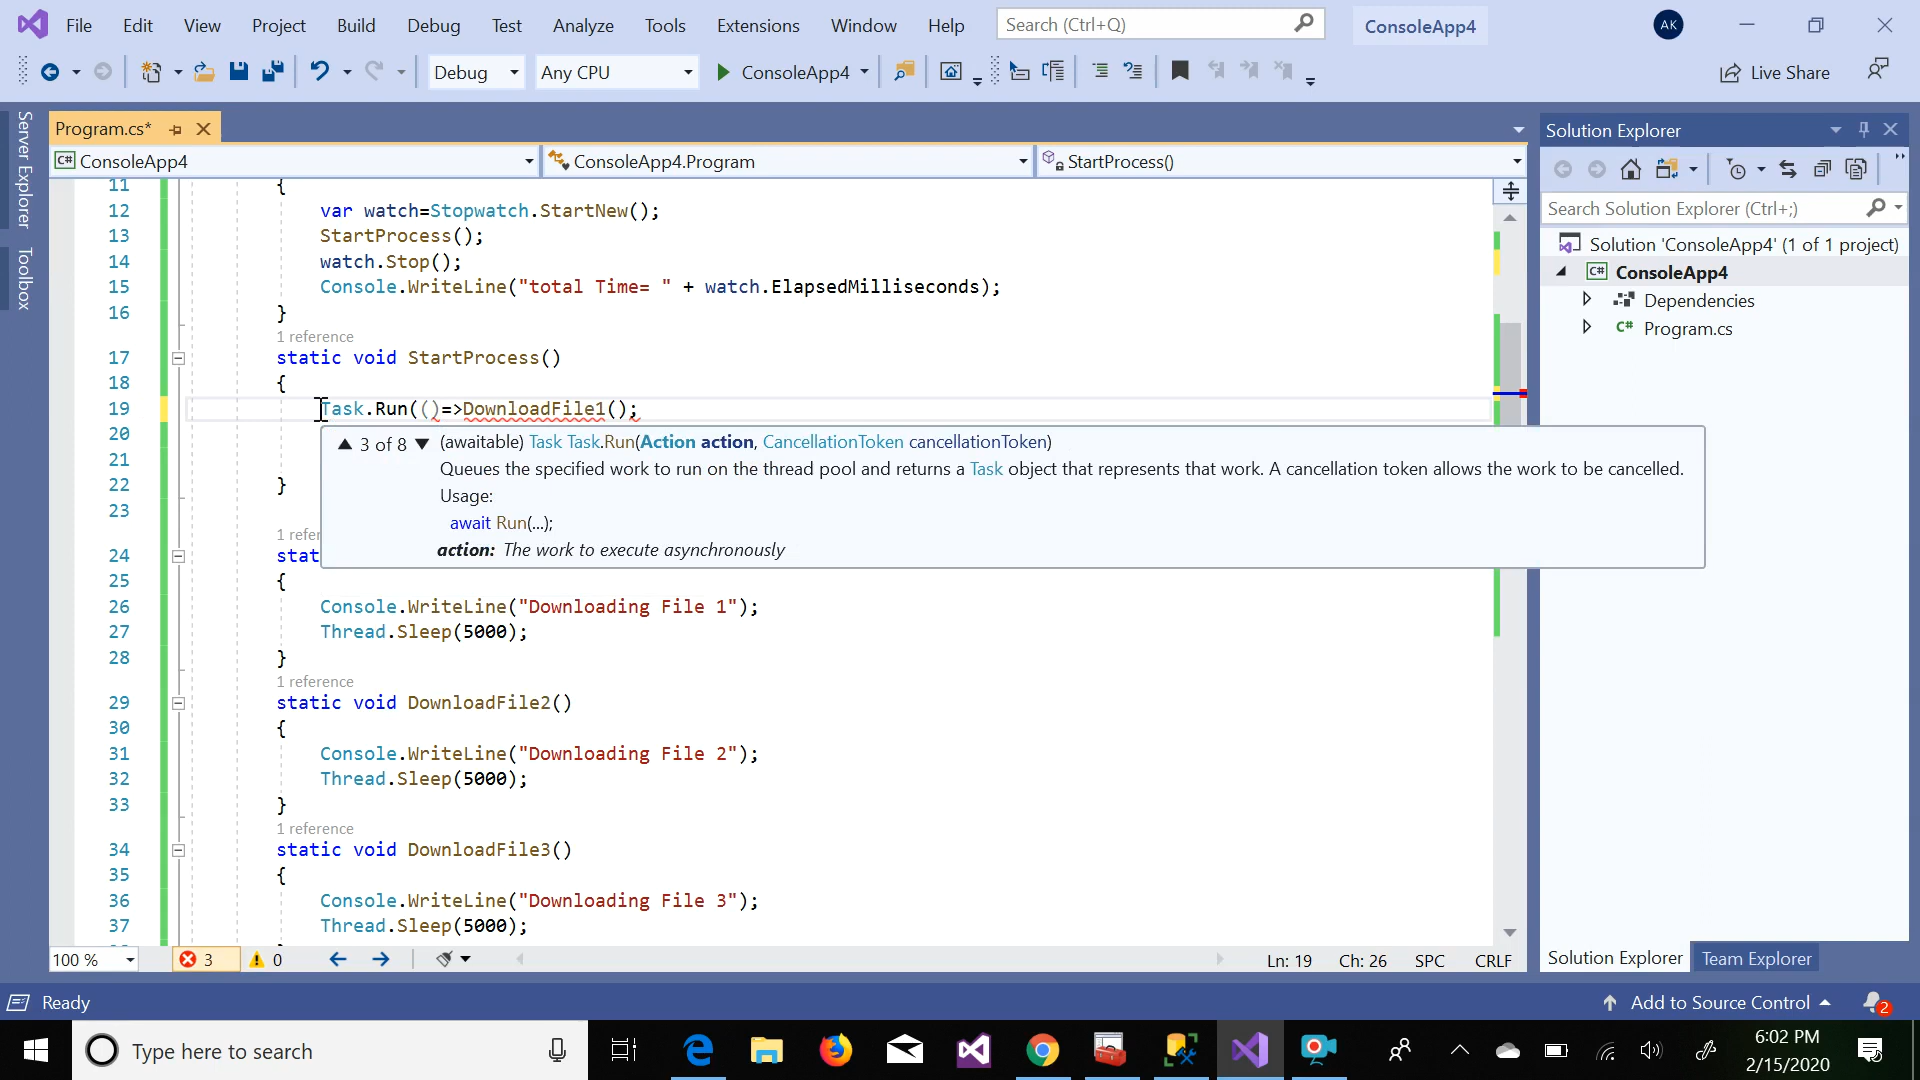 File Edit View Project Build Debug Test Analyze Tools Extensions Window Help Search (Ctrl+Q) ConsoleApp4 AK
Debug Any CPU ConsoleApp4 Live Share
Server Explorer
Toolbox
Program.cs*
ConsoleApp4 ConsoleApp4.Program StartProcess()
11 {
12 var watch=Stopwatch.StartNew();
13 StartProcess();
14 watch.Stop();
15 Console.WriteLine("total Time= " + watch.ElapsedMilliseconds);
16 }
1 reference
17 static void StartProcess()
18 {
19 Task.Run(()=>DownloadFile1();
20
21
22 }
23
▲ 3 of 8 ▼ (awaitable) Task Task.Run(Action action, CancellationToken cancellationToken)
Queues the specified work to run on the thread pool and returns a Task object that represents that work. A cancellation token allows the work to be cancelled.
Usage:
await Run(...);
action: The work to execute asynchronously
1 refer
24 stat
25 {
26 Console.WriteLine("Downloading File 1");
27 Thread.Sleep(5000);
28 }
1 reference
29 static void DownloadFile2()
30 {
31 Console.WriteLine("Downloading File 2");
32 Thread.Sleep(5000);
33 }
1 reference
34 static void DownloadFile3()
35 {
36 Console.WriteLine("Downloading File 3");
37 Thread.Sleep(5000);
100 % 3 0 Ln: 19 Ch: 26 SPC CRLF
Solution Explorer
Search Solution Explorer (Ctrl+;)
Solution 'ConsoleApp4' (1 of 1 project)
C# ConsoleApp4
Dependencies
C# Program.cs
Solution Explorer Team Explorer
Ready Add to Source Control 2
Type here to search
6:02 PM
2/15/2020